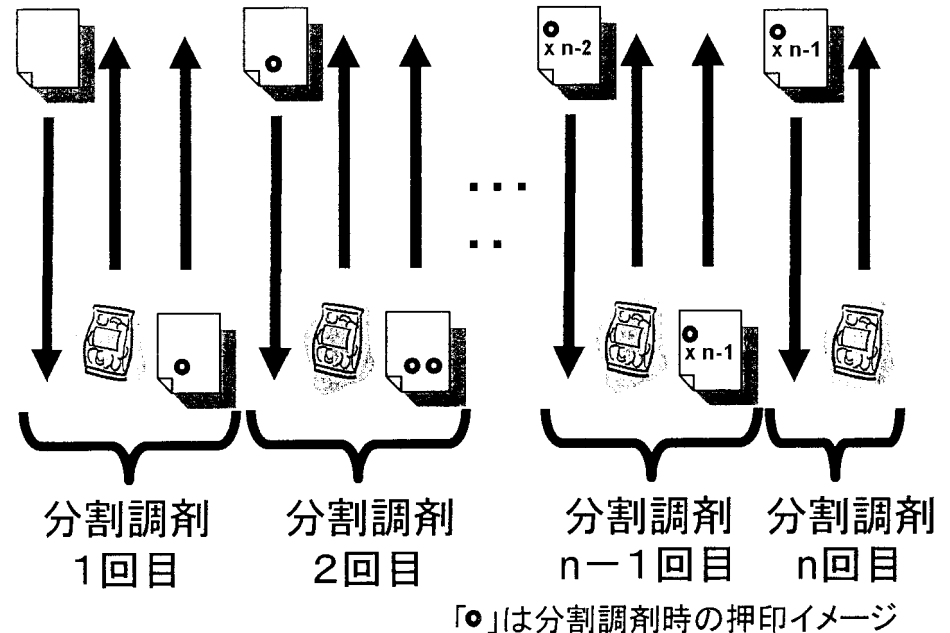 x n-2
x n-1
・・・
・・
x n-1
分割調剤
1回目
分割調剤
2回目
分割調剤
n－1回目
分割調剤
n回目
「⚬」は分割調剤時の押印イメージ